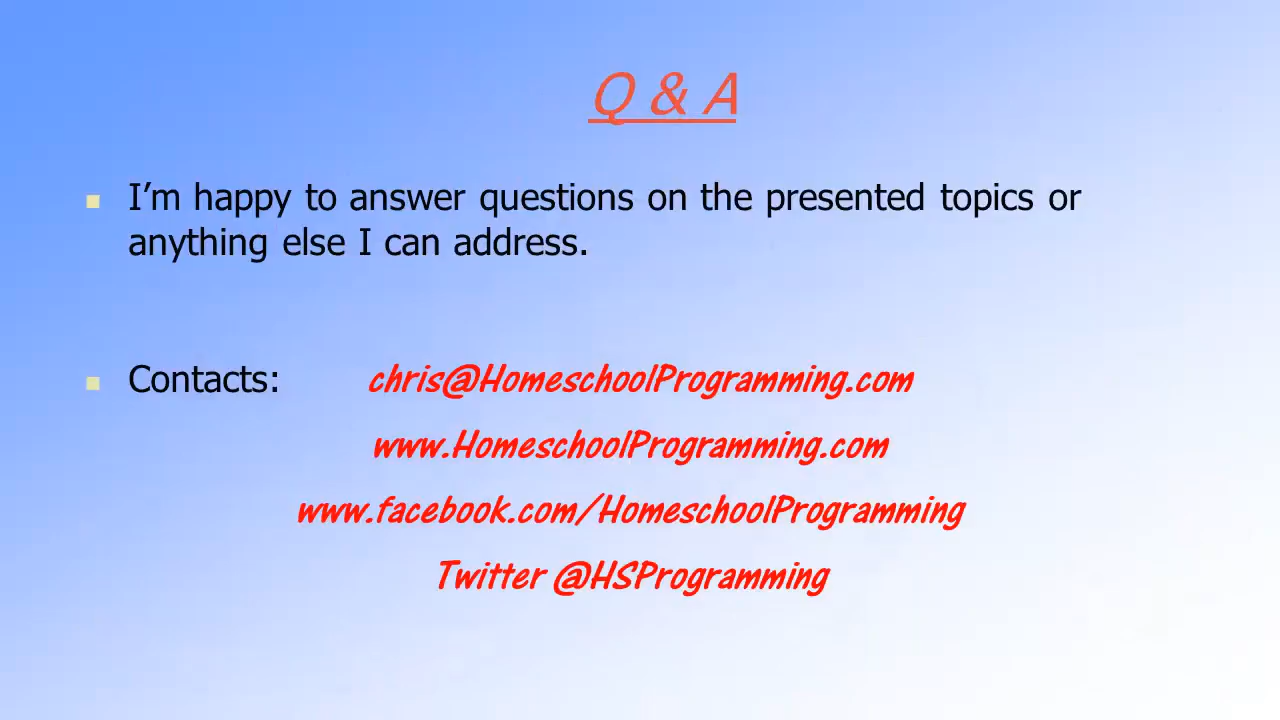 Q & A
I’m happy to answer questions on the presented topics or
anything else I can address.
Contacts: chris@HomeschoolProgramming.com
www.HomeschoolProgramming.com
www.facebook.com/HomeschoolProgramming
Twitter @HSProgramming